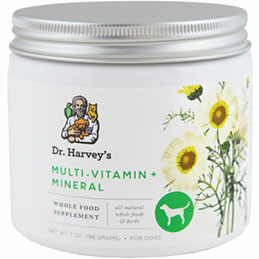 Dr. Harvey's
MULTI-VITAMIN +
MINERAL
WHOLE FOOD
SUPPLEMENT
all-natural
whole foods
& herbs
NET WT 7 OZ (198 GRAMS) • FOR DOGS